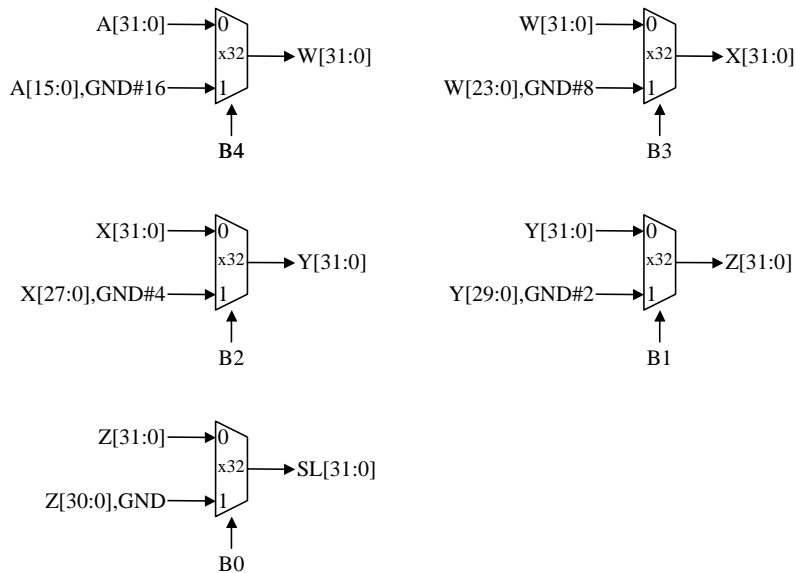 A[31:0]
0
x32
W[31:0]
A[15:0],GND#16
1
B4
W[31:0]
0
x32
X[31:0]
W[23:0],GND#8
1
B3
X[31:0]
0
x32
Y[31:0]
X[27:0],GND#4
1
B2
Y[31:0]
0
x32
Z[31:0]
Y[29:0],GND#2
1
B1
Z[31:0]
0
x32
SL[31:0]
Z[30:0],GND
1
B0